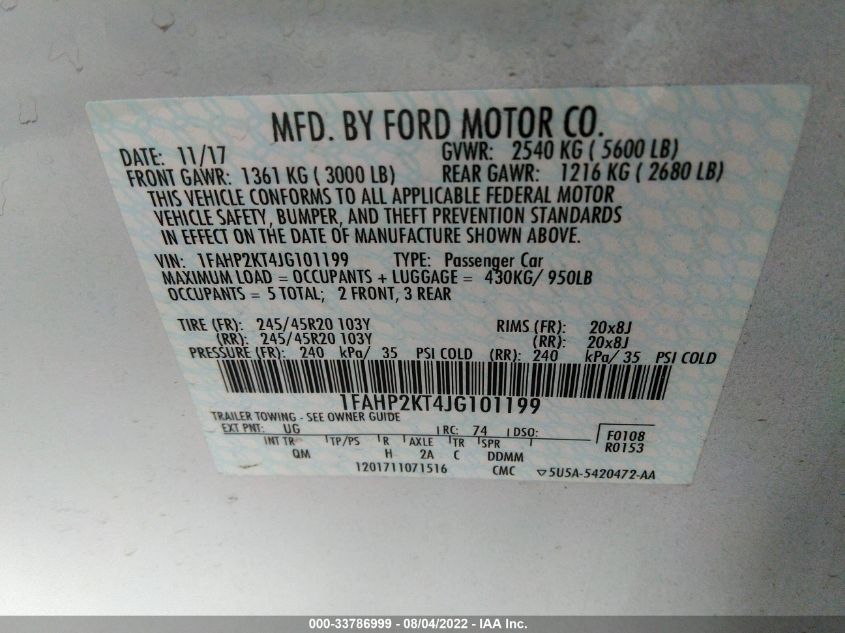 MFD. BY FORD MOTOR CO.
DATE: 11/17 GVWR: 2540 KG ( 5600 LB)
FRONT GAWR: 1361 KG ( 3000 LB) REAR GAWR: 1216 KG ( 2680 LB)
THIS VEHICLE CONFORMS TO ALL APPLICABLE FEDERAL MOTOR
VEHICLE SAFETY, BUMPER, AND THEFT PREVENTION STANDARDS
IN EFFECT ON THE DATE OF MANUFACTURE SHOWN ABOVE.
VIN: 1FAHP2KT4JG101199 TYPE: Passenger Car
MAXIMUM LOAD = OCCUPANTS + LUGGAGE = 430KG/ 950LB
OCCUPANTS = 5 TOTAL; 2 FRONT, 3 REAR
TIRE (FR): 245/45R20 103Y RIMS (FR): 20x8J
(RR): 245/45R20 103Y (RR): 20x8J
PRESSURE (FR): 240 kPa/ 35 PSI COLD (RR): 240 kPa/ 35 PSI COLD
1FAHP2KT4JG101199
TRAILER TOWING - SEE OWNER GUIDE
EXT PNT: UG RC: 74 DSO: F0108
INT TR TP/PS R AXLE TR SPR R0153
QM H 2A C DDMM
1201711071516 CMC ▽5U5A-5420472-AA
000-33786999 - 08/04/2022 - IAA Inc.